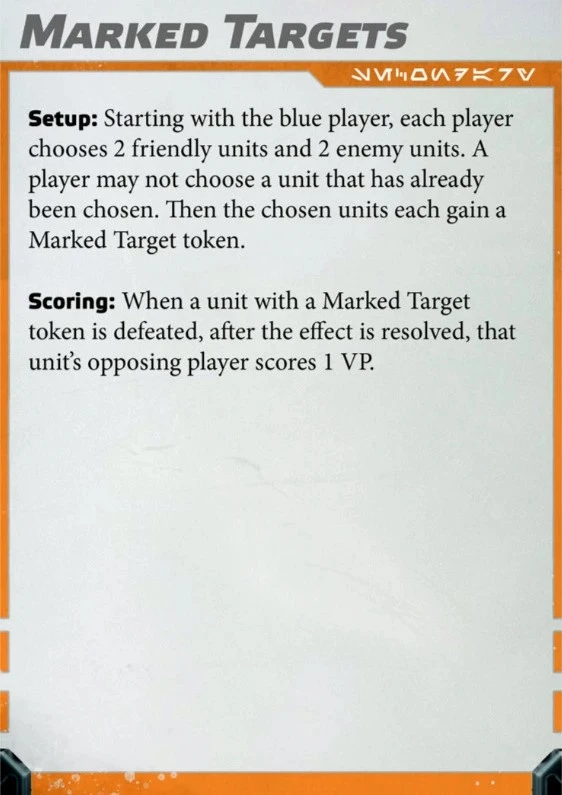 MARKED TARGETS
Setup: Starting with the blue player, each player
chooses 2 friendly units and 2 enemy units. A
player may not choose a unit that has already
been chosen. Then the chosen units each gain a
Marked Target token.
Scoring: When a unit with a Marked Target
token is defeated, after the effect is resolved, that
unit's opposing player scores 1 VP.